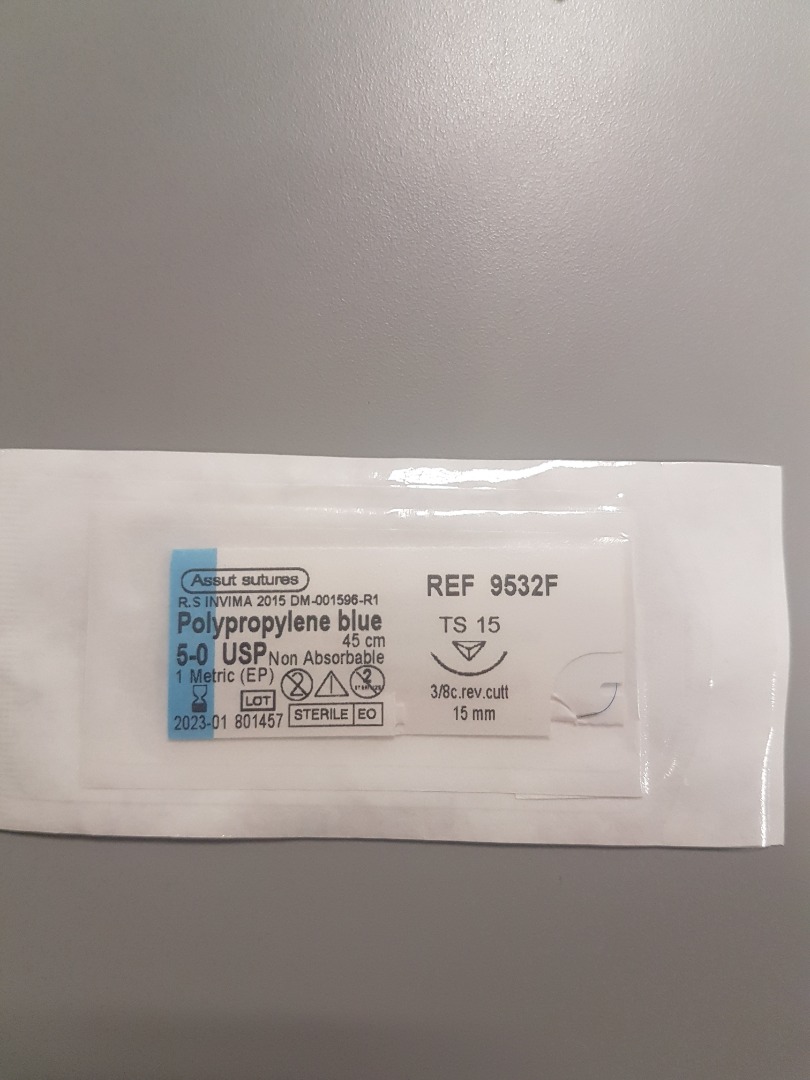 Assut sutures
R.S INVIMA 2015 DM-001596-R1
Polypropylene blue
45 cm
5-0 USP Non Absorbable
1 Metric (EP)
2
LOT
2023-01 801457 STERILE EO
REF 9532F
TS 15
3/8c.rev.cutt
15 mm